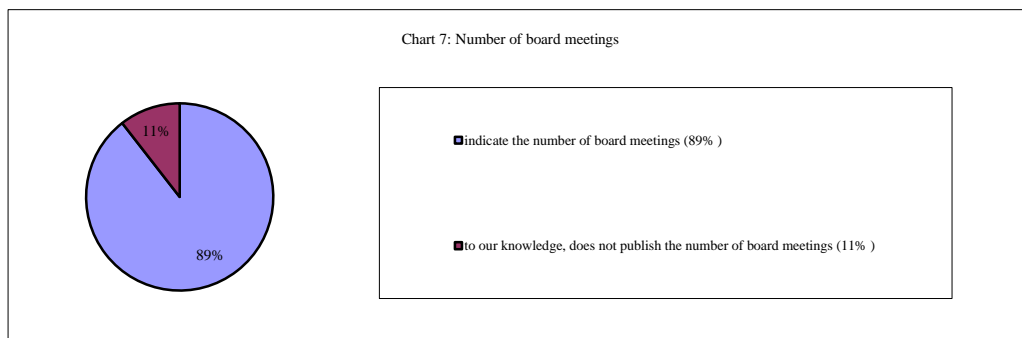 Chart 7: Number of board meetings
11%
89%
indicate the number of board meetings (89% )
to our knowledge, does not publish the number of board meetings (11% )